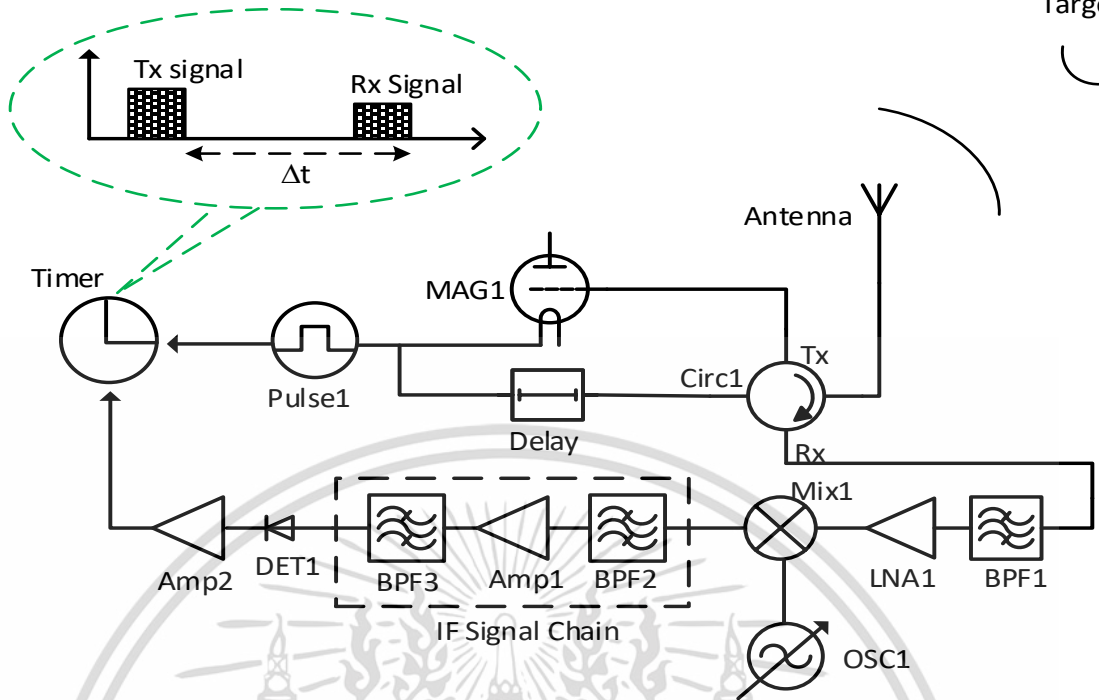 Tx signal
Rx Signal
Δt
Antenna
Timer
MAG1
Tx
Circ1
Pulse1
Delay
Rx
Mix1
LNA1
BPF1
Amp2
DET1
BPF3
Amp1
BPF2
IF Signal Chain
OSC1